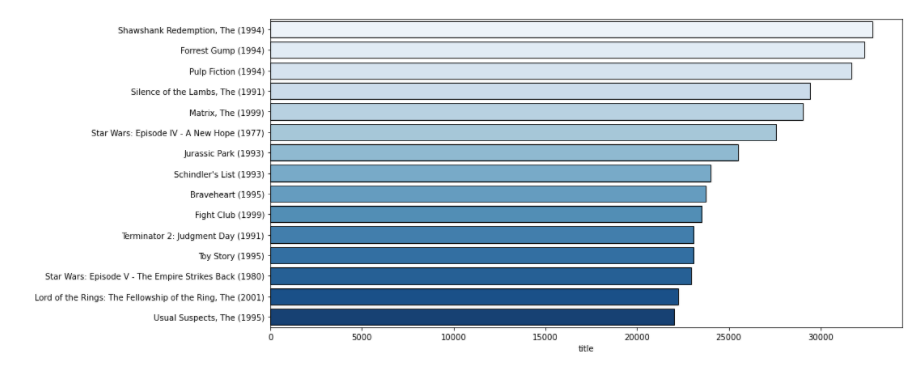 Shawshank Redemption, The (1994)
Forrest Gump (1994)
Pulp Fiction (1994)
Silence of the Lambs, The (1991)
Matrix, The (1999)
Star Wars: Episode IV - A New Hope (1977)
Jurassic Park (1993)
Schindler's List (1993)
Braveheart (1995)
Fight Club (1999)
Terminator 2: Judgment Day (1991)
Toy Story (1995)
Star Wars: Episode V - The Empire Strikes Back (1980)
Lord of the Rings: The Fellowship of the Ring, The (2001)
Usual Suspects, The (1995)
0 5000 10000 15000 20000 25000 30000
title